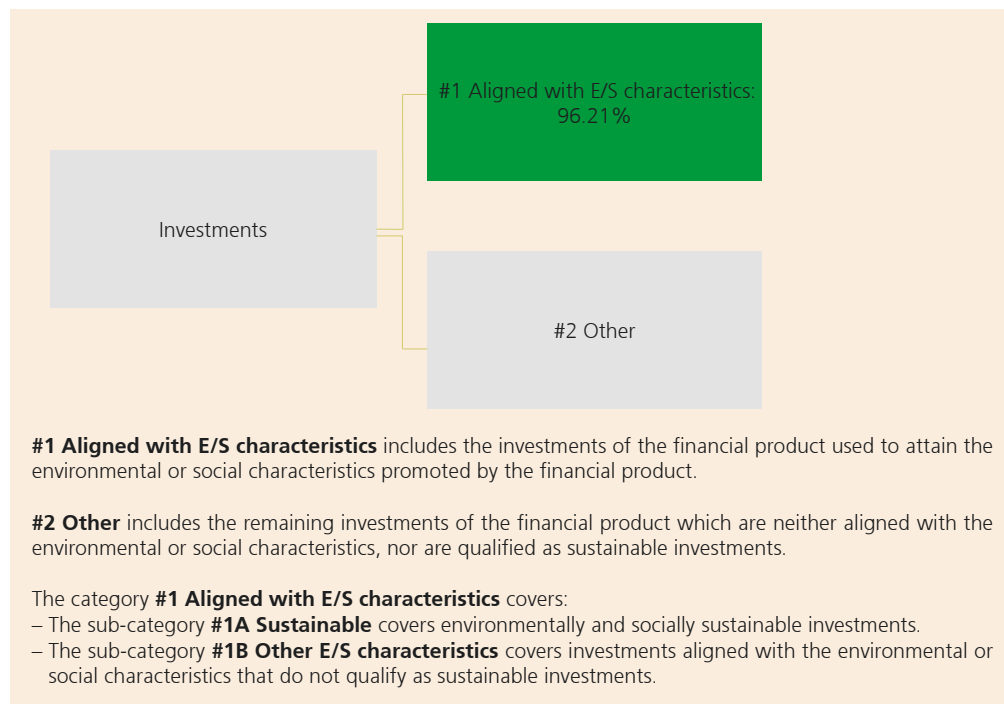 #1 Aligned with E/S characteristics:
96.21%
Investments
#2 Other
#1 Aligned with E/S characteristics includes the investments of the financial product used to attain the
environmental or social characteristics promoted by the financial product.
#2 Other includes the remaining investments of the financial product which are neither aligned with the
environmental or social characteristics, nor are qualified as sustainable investments.
The category #1 Aligned with E/S characteristics covers:
– The sub-category #1A Sustainable covers environmentally and socially sustainable investments.
– The sub-category #1B Other E/S characteristics covers investments aligned with the environmental or
social characteristics that do not qualify as sustainable investments.